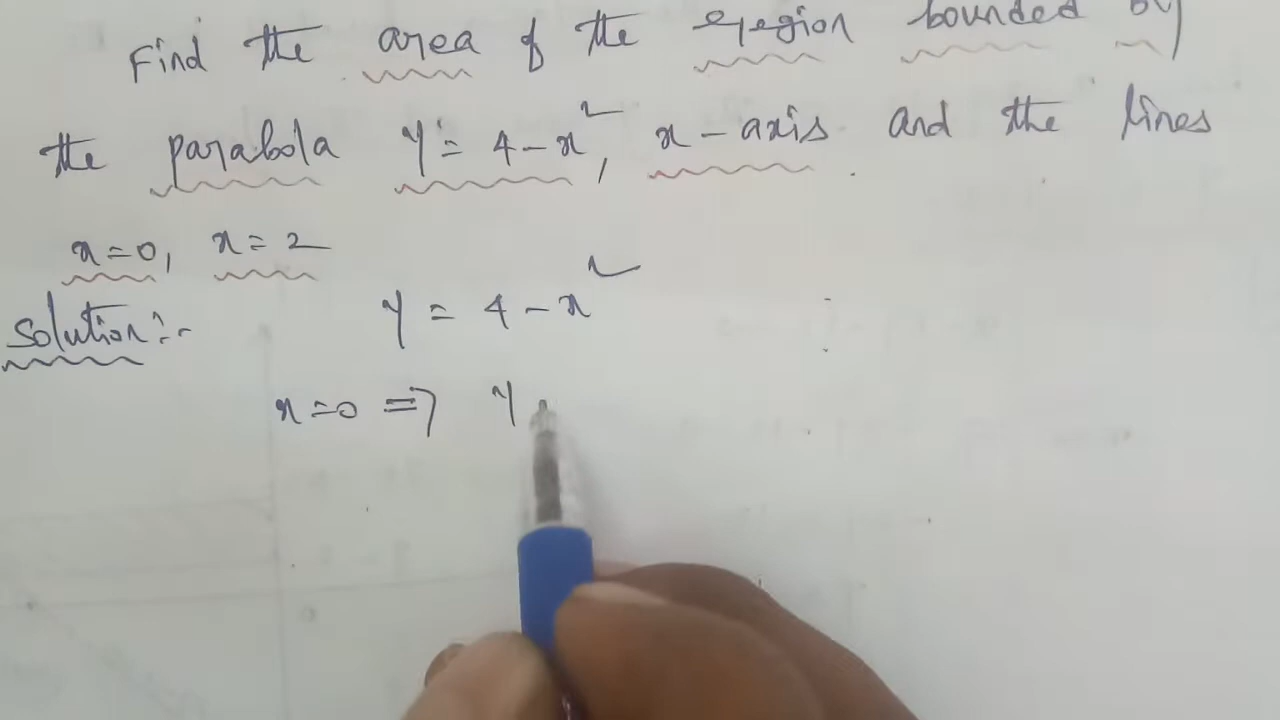 Find the area of the region bounded by
the parabola y = 4 - x², x-axis and the lines
x=0, x=2
Solution:-
y = 4 - x²
x=0 => y